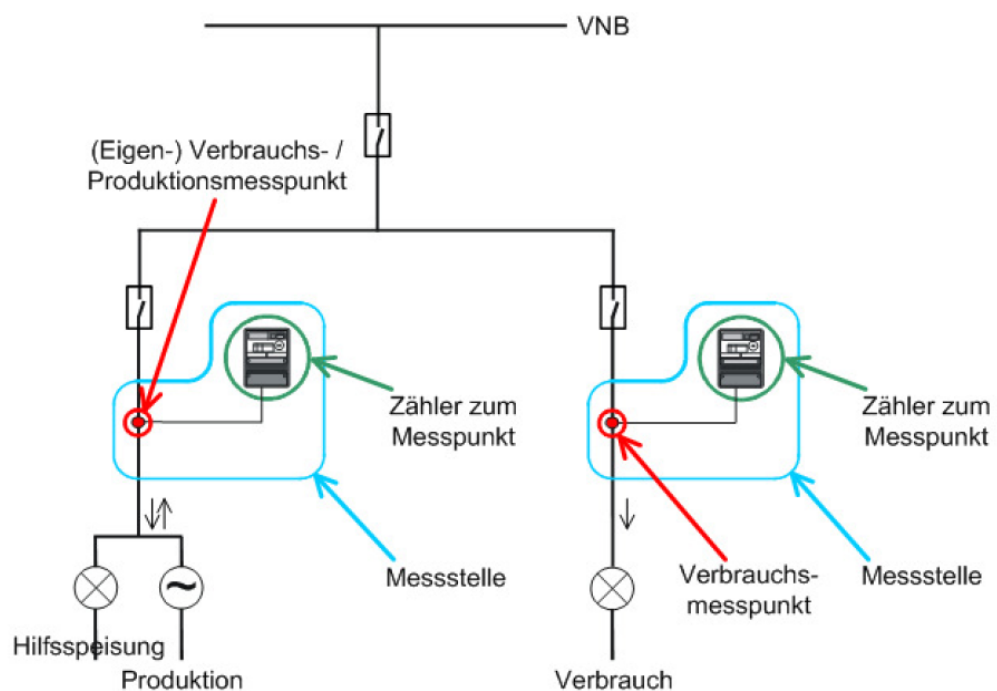 VNB
(Eigen-) Verbrauchs- /
Produktionsmesspunkt
Zähler zum
Messpunkt
Zähler zum
Messpunkt
Messstelle
Verbrauchs-
messpunkt
Messstelle
Hilfsspeisung
Produktion
Verbrauch